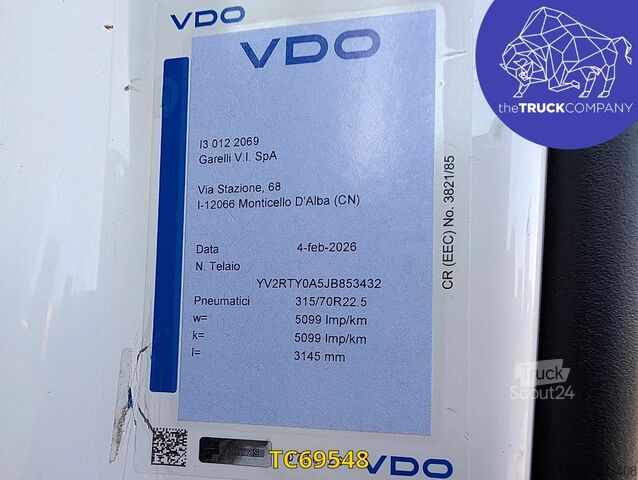 VDO
VDO
theTRUCKCOMPANY
I3 012 2069
Garelli V.I. SpA
Via Stazione, 68
I-12066 Monticello D'Alba (CN)
Data 4-feb-2026
N. Telaio
YV2RTY0A5JB853432
Pneumatici 315/70R22.5
w= 5099 Imp/km
k= 5099 Imp/km
l= 3145 mm
CR (EEC) No. 3821/85
Truck
Scout24
TC69548
VDO